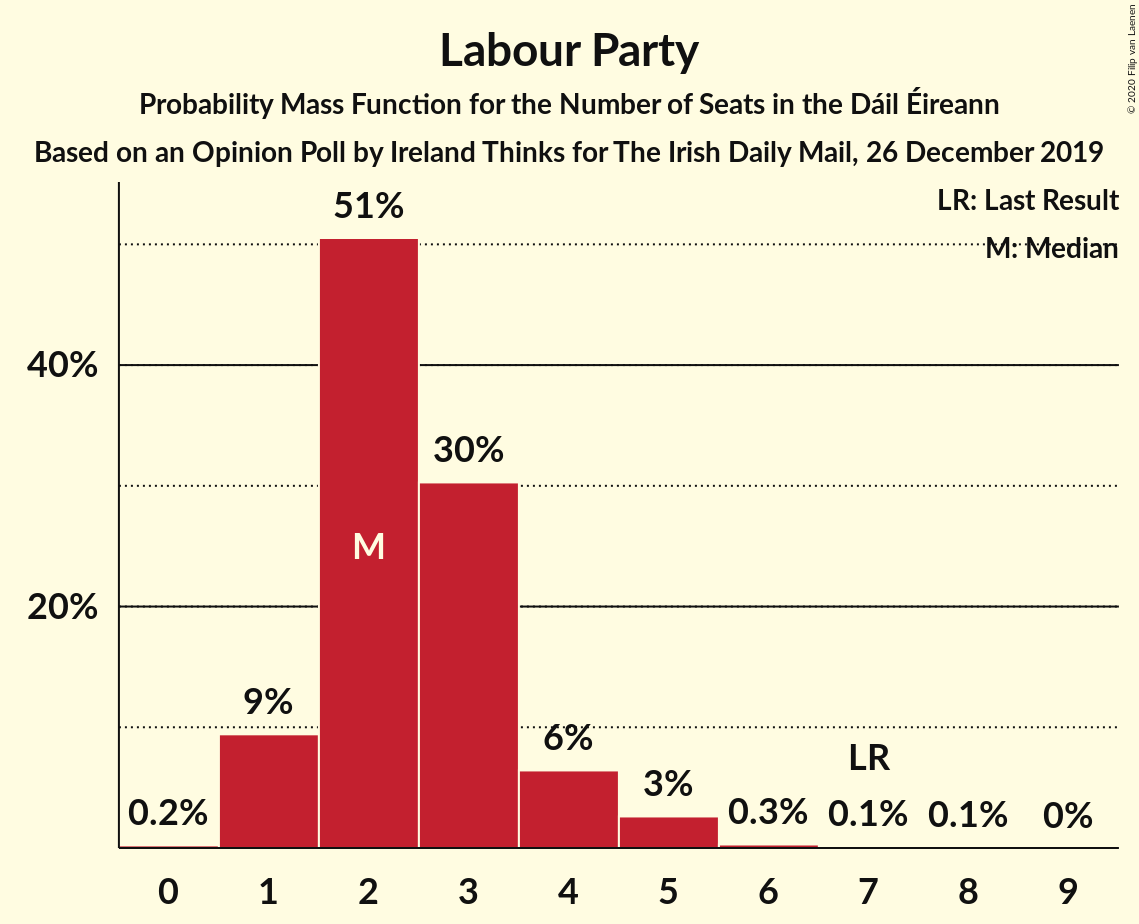 Labour Party
Probability Mass Function for the Number of Seats in the Dáil Éireann
Based on an Opinion Poll by Ireland Thinks for The Irish Daily Mail, 26 December 2019
© 2020 Filip van Laenen
LR: Last Result
M: Median
51%
40%
30%
M
20%
9%
6%
LR
3%
0.2%
0.3%
0.1%
0.1%
0%
0 1 2 3 4 5 6 7 8 9